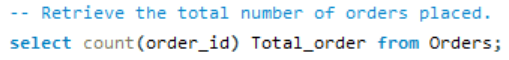 -- Retrieve the total number of orders placed.
select count(order_id) Total_order from Orders;